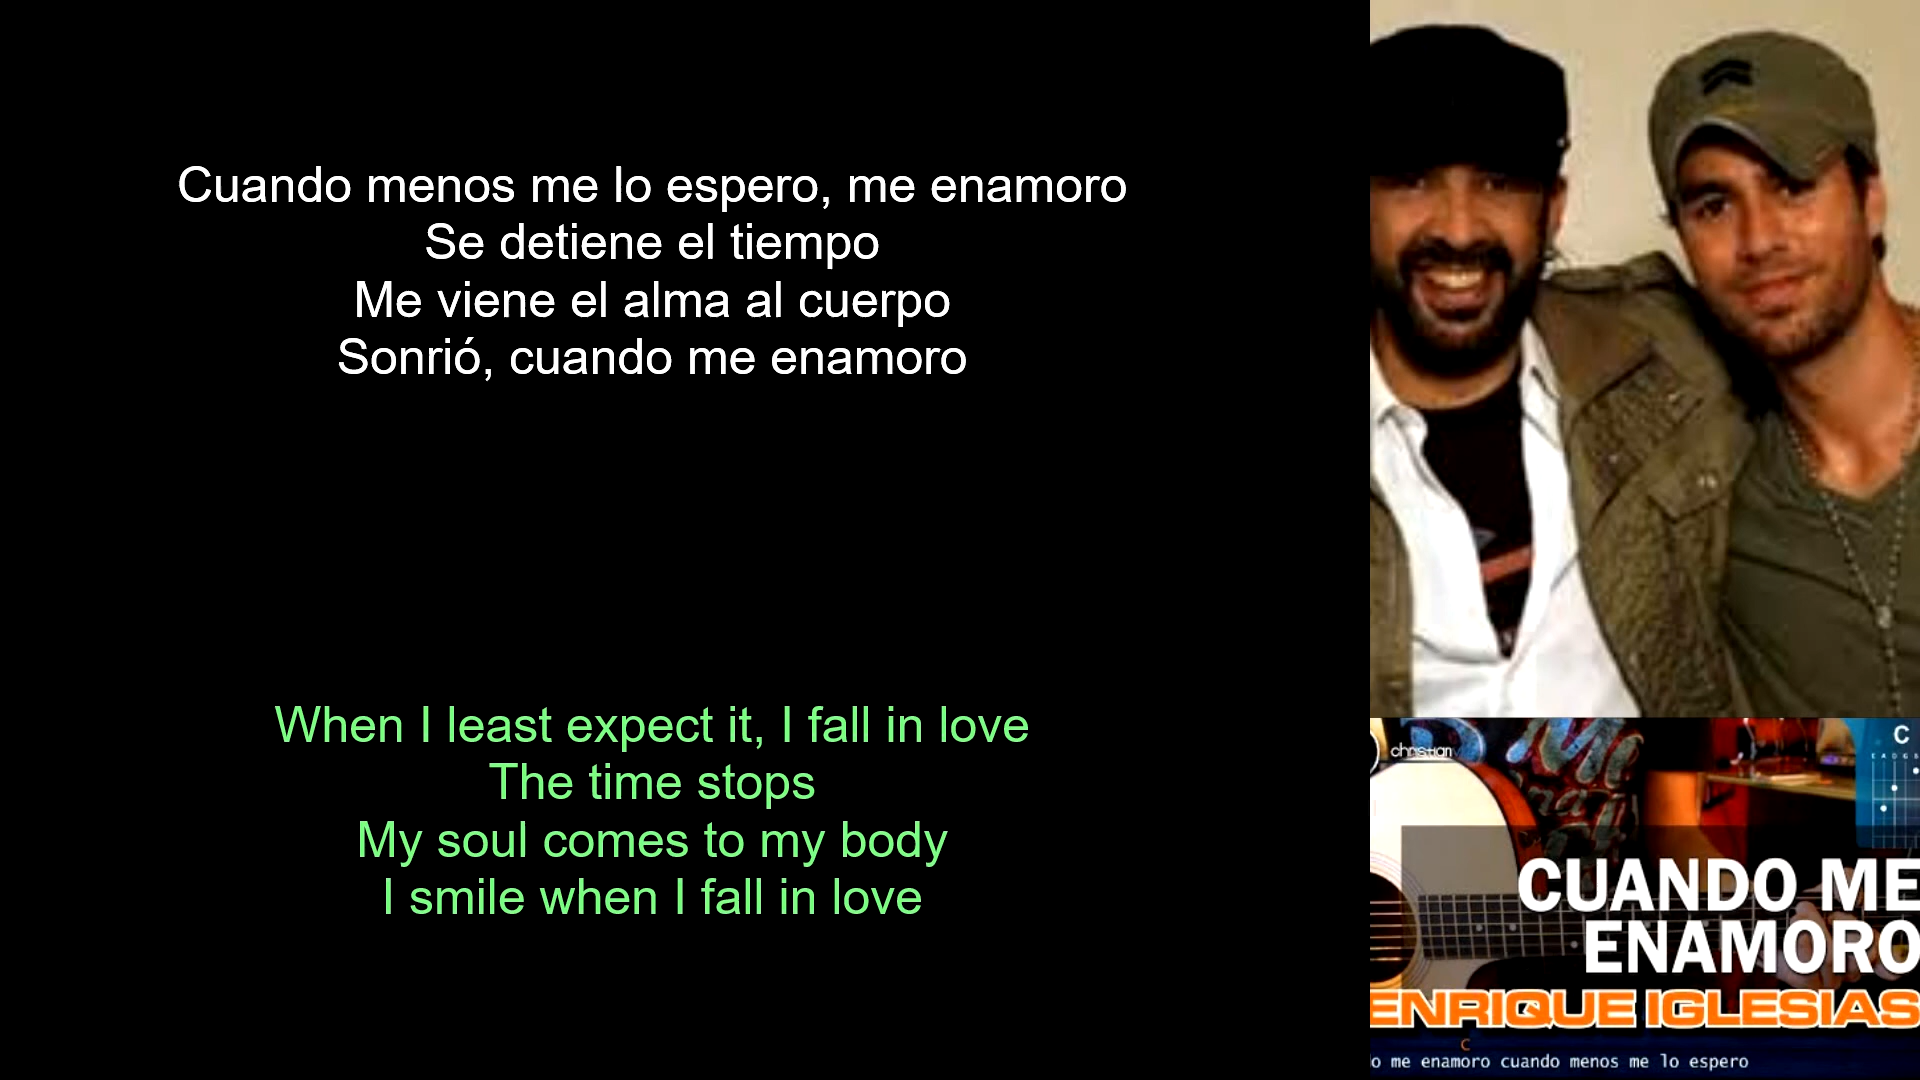 Cuando menos me lo espero, me enamoro
Se detiene el tiempo
Me viene el alma al cuerpo
Sonrió, cuando me enamoro
When I least expect it, I fall in love
The time stops
My soul comes to my body
I smile when I fall in love
christian
C
E A D G B
CUANDO ME
ENAMORO
ENRIQUE IGLESIAS
C
me enamoro cuando menos me lo espero